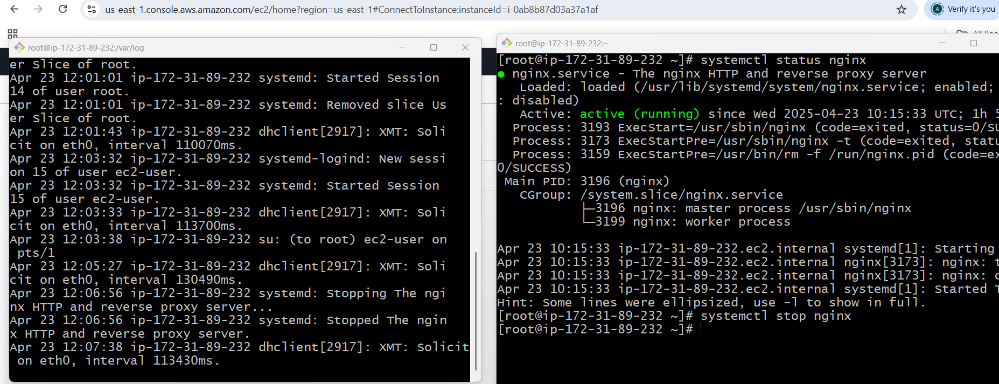 us-east-1.console.aws.amazon.com/ec2/home?region=us-east-1#ConnectToInstance:instanceId=i-0ab8b87d03a37a1af
A
Verify it's you
root@ip-172-31-89-232:/var/log
er Slice of root.
Apr 23 12:01:01 ip-172-31-89-232 systemd: Started Session
14 of user root.
Apr 23 12:01:01 ip-172-31-89-232 systemd: Removed slice Us
er Slice of root.
Apr 23 12:01:43 ip-172-31-89-232 dhclient[2917]: XMT: Soli
cit on eth0, interval 110070ms.
Apr 23 12:03:32 ip-172-31-89-232 systemd-logind: New sessi
on 15 of user ec2-user.
Apr 23 12:03:32 ip-172-31-89-232 systemd: Started Session
15 of user ec2-user.
Apr 23 12:03:33 ip-172-31-89-232 dhclient[2917]: XMT: Soli
cit on eth0, interval 113700ms.
Apr 23 12:03:38 ip-172-31-89-232 su: (to root) ec2-user on
pts/1
Apr 23 12:05:27 ip-172-31-89-232 dhclient[2917]: XMT: Soli
cit on eth0, interval 130490ms.
Apr 23 12:06:56 ip-172-31-89-232 systemd: Stopping The ngi
nx HTTP and reverse proxy server...
Apr 23 12:06:56 ip-172-31-89-232 systemd: Stopped The ngin
x HTTP and reverse proxy server.
Apr 23 12:07:38 ip-172-31-89-232 dhclient[2917]: XMT: Solicit
on eth0, interval 113430ms.
root@ip-172-31-89-232:~
[root@ip-172-31-89-232 ~]# systemctl status nginx
● nginx.service - The nginx HTTP and reverse proxy server
Loaded: loaded (/usr/lib/systemd/system/nginx.service; enabled;
: disabled)
Active: active (running) since Wed 2025-04-23 10:15:33 UTC; 1h 5
Process: 3193 ExecStart=/usr/sbin/nginx (code=exited, status=0/SU
Process: 3173 ExecStartPre=/usr/sbin/nginx -t (code=exited, statu
Process: 3159 ExecStartPre=/usr/bin/rm -f /run/nginx.pid (code=ex
0/SUCCESS)
Main PID: 3196 (nginx)
CGroup: /system.slice/nginx.service
├─3196 nginx: master process /usr/sbin/nginx
└─3199 nginx: worker process
Apr 23 10:15:33 ip-172-31-89-232.ec2.internal systemd[1]: Starting
Apr 23 10:15:33 ip-172-31-89-232.ec2.internal nginx[3173]: nginx: t
Apr 23 10:15:33 ip-172-31-89-232.ec2.internal nginx[3173]: nginx: c
Apr 23 10:15:33 ip-172-31-89-232.ec2.internal systemd[1]: Started T
Hint: Some lines were ellipsized, use -l to show in full.
[root@ip-172-31-89-232 ~]# systemctl stop nginx
[root@ip-172-31-89-232 ~]#